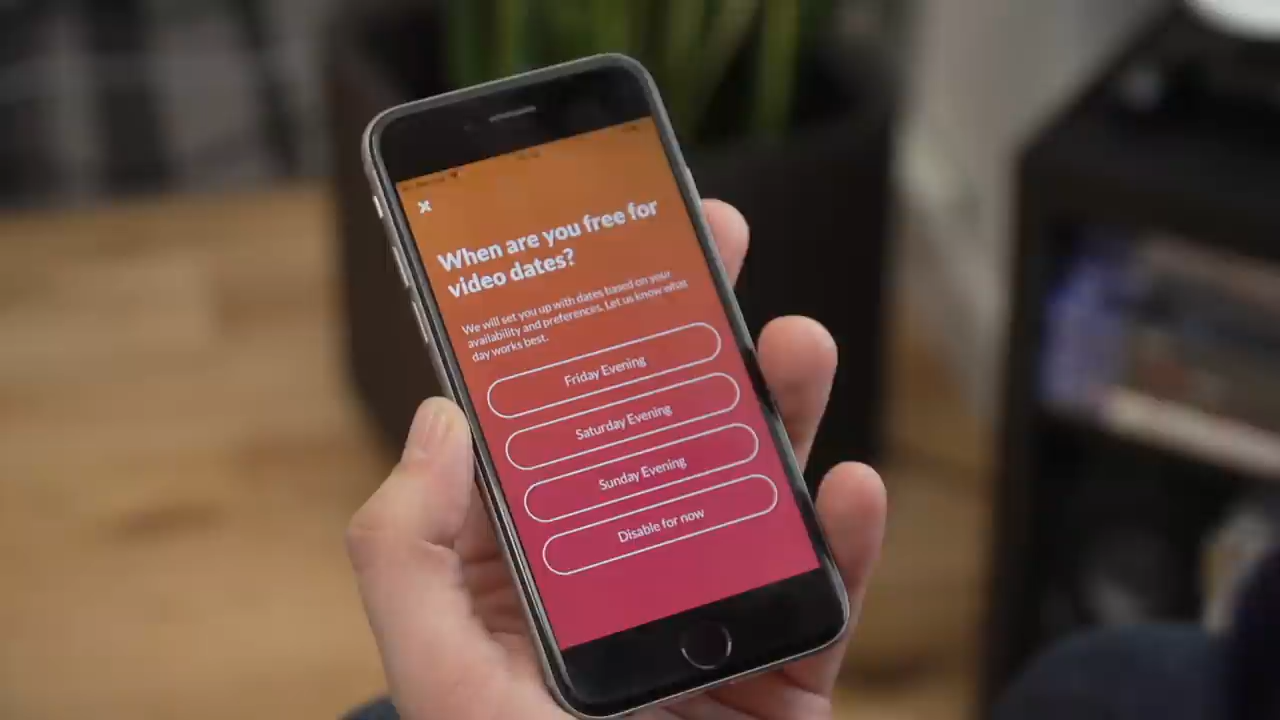 When are you free for
video dates?
We will set you up with dates based on your
availability and preferences. Let us know what
day works best.
Friday Evening
Saturday Evening
Sunday Evening
Disable for now